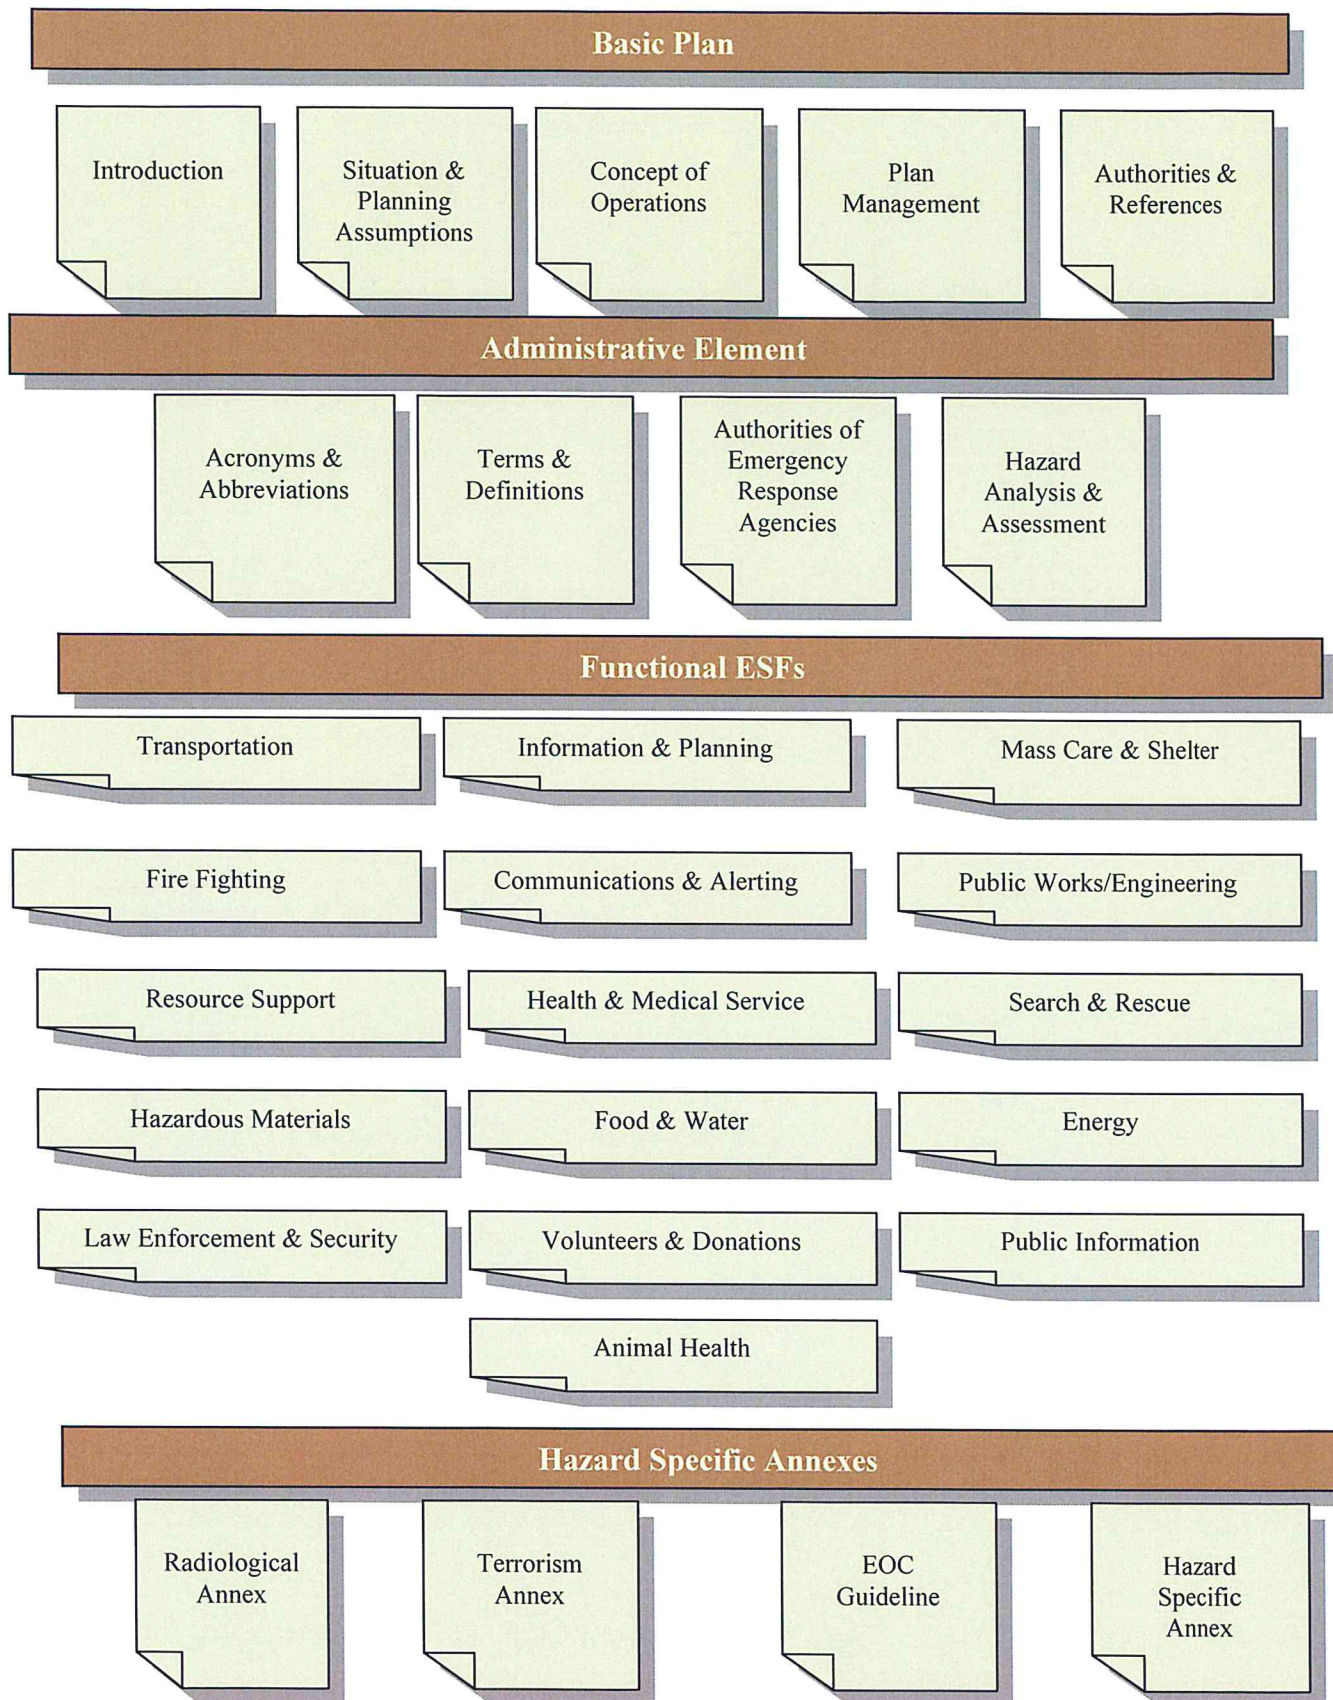 Basic Plan
Introduction
Situation &
Planning
Assumptions
Concept of
Operations
Plan
Management
Authorities &
References
Administrative Element
Acronyms &
Abbreviations
Terms &
Definitions
Authorities of
Emergency
Response
Agencies
Hazard
Analysis &
Assessment
Functional ESFs
Transportation
Information & Planning
Mass Care & Shelter
Fire Fighting
Communications & Alerting
Public Works/Engineering
Resource Support
Health & Medical Service
Search & Rescue
Hazardous Materials
Food & Water
Energy
Law Enforcement & Security
Volunteers & Donations
Public Information
Animal Health
Hazard Specific Annexes
Radiological
Annex
Terrorism
Annex
EOC
Guideline
Hazard
Specific
Annex